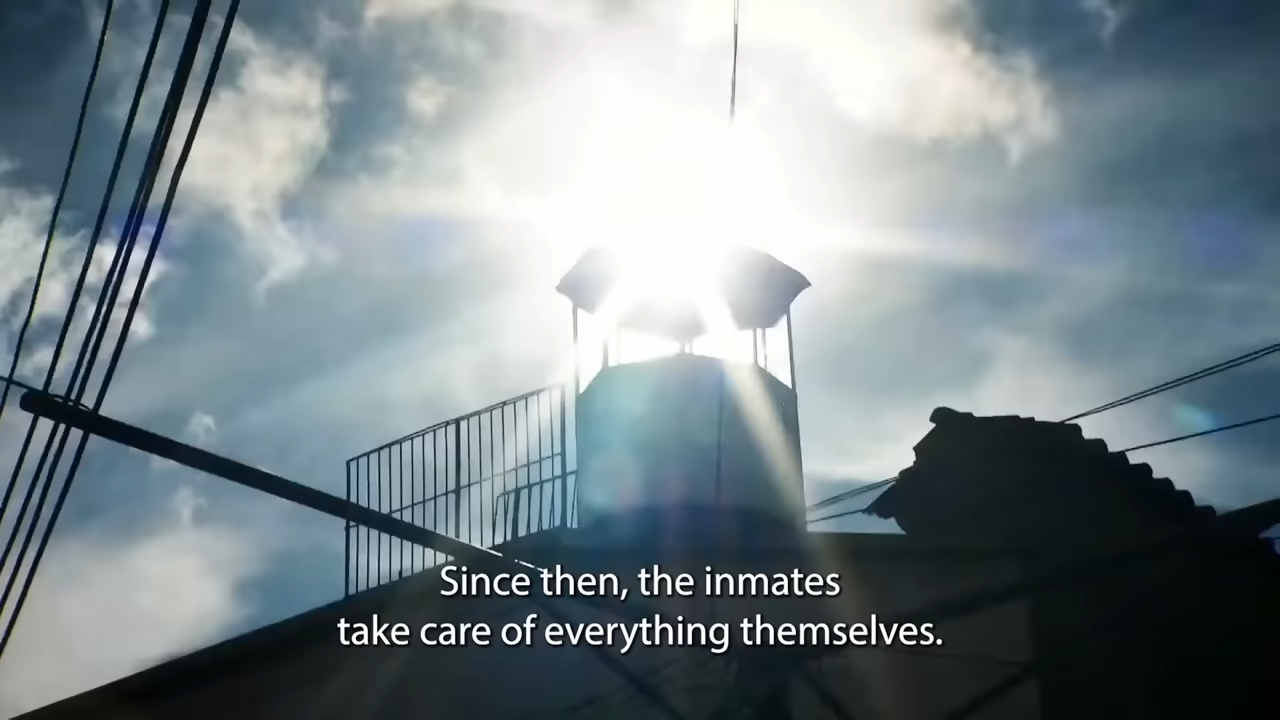 Since then, the inmates
take care of everything themselves.